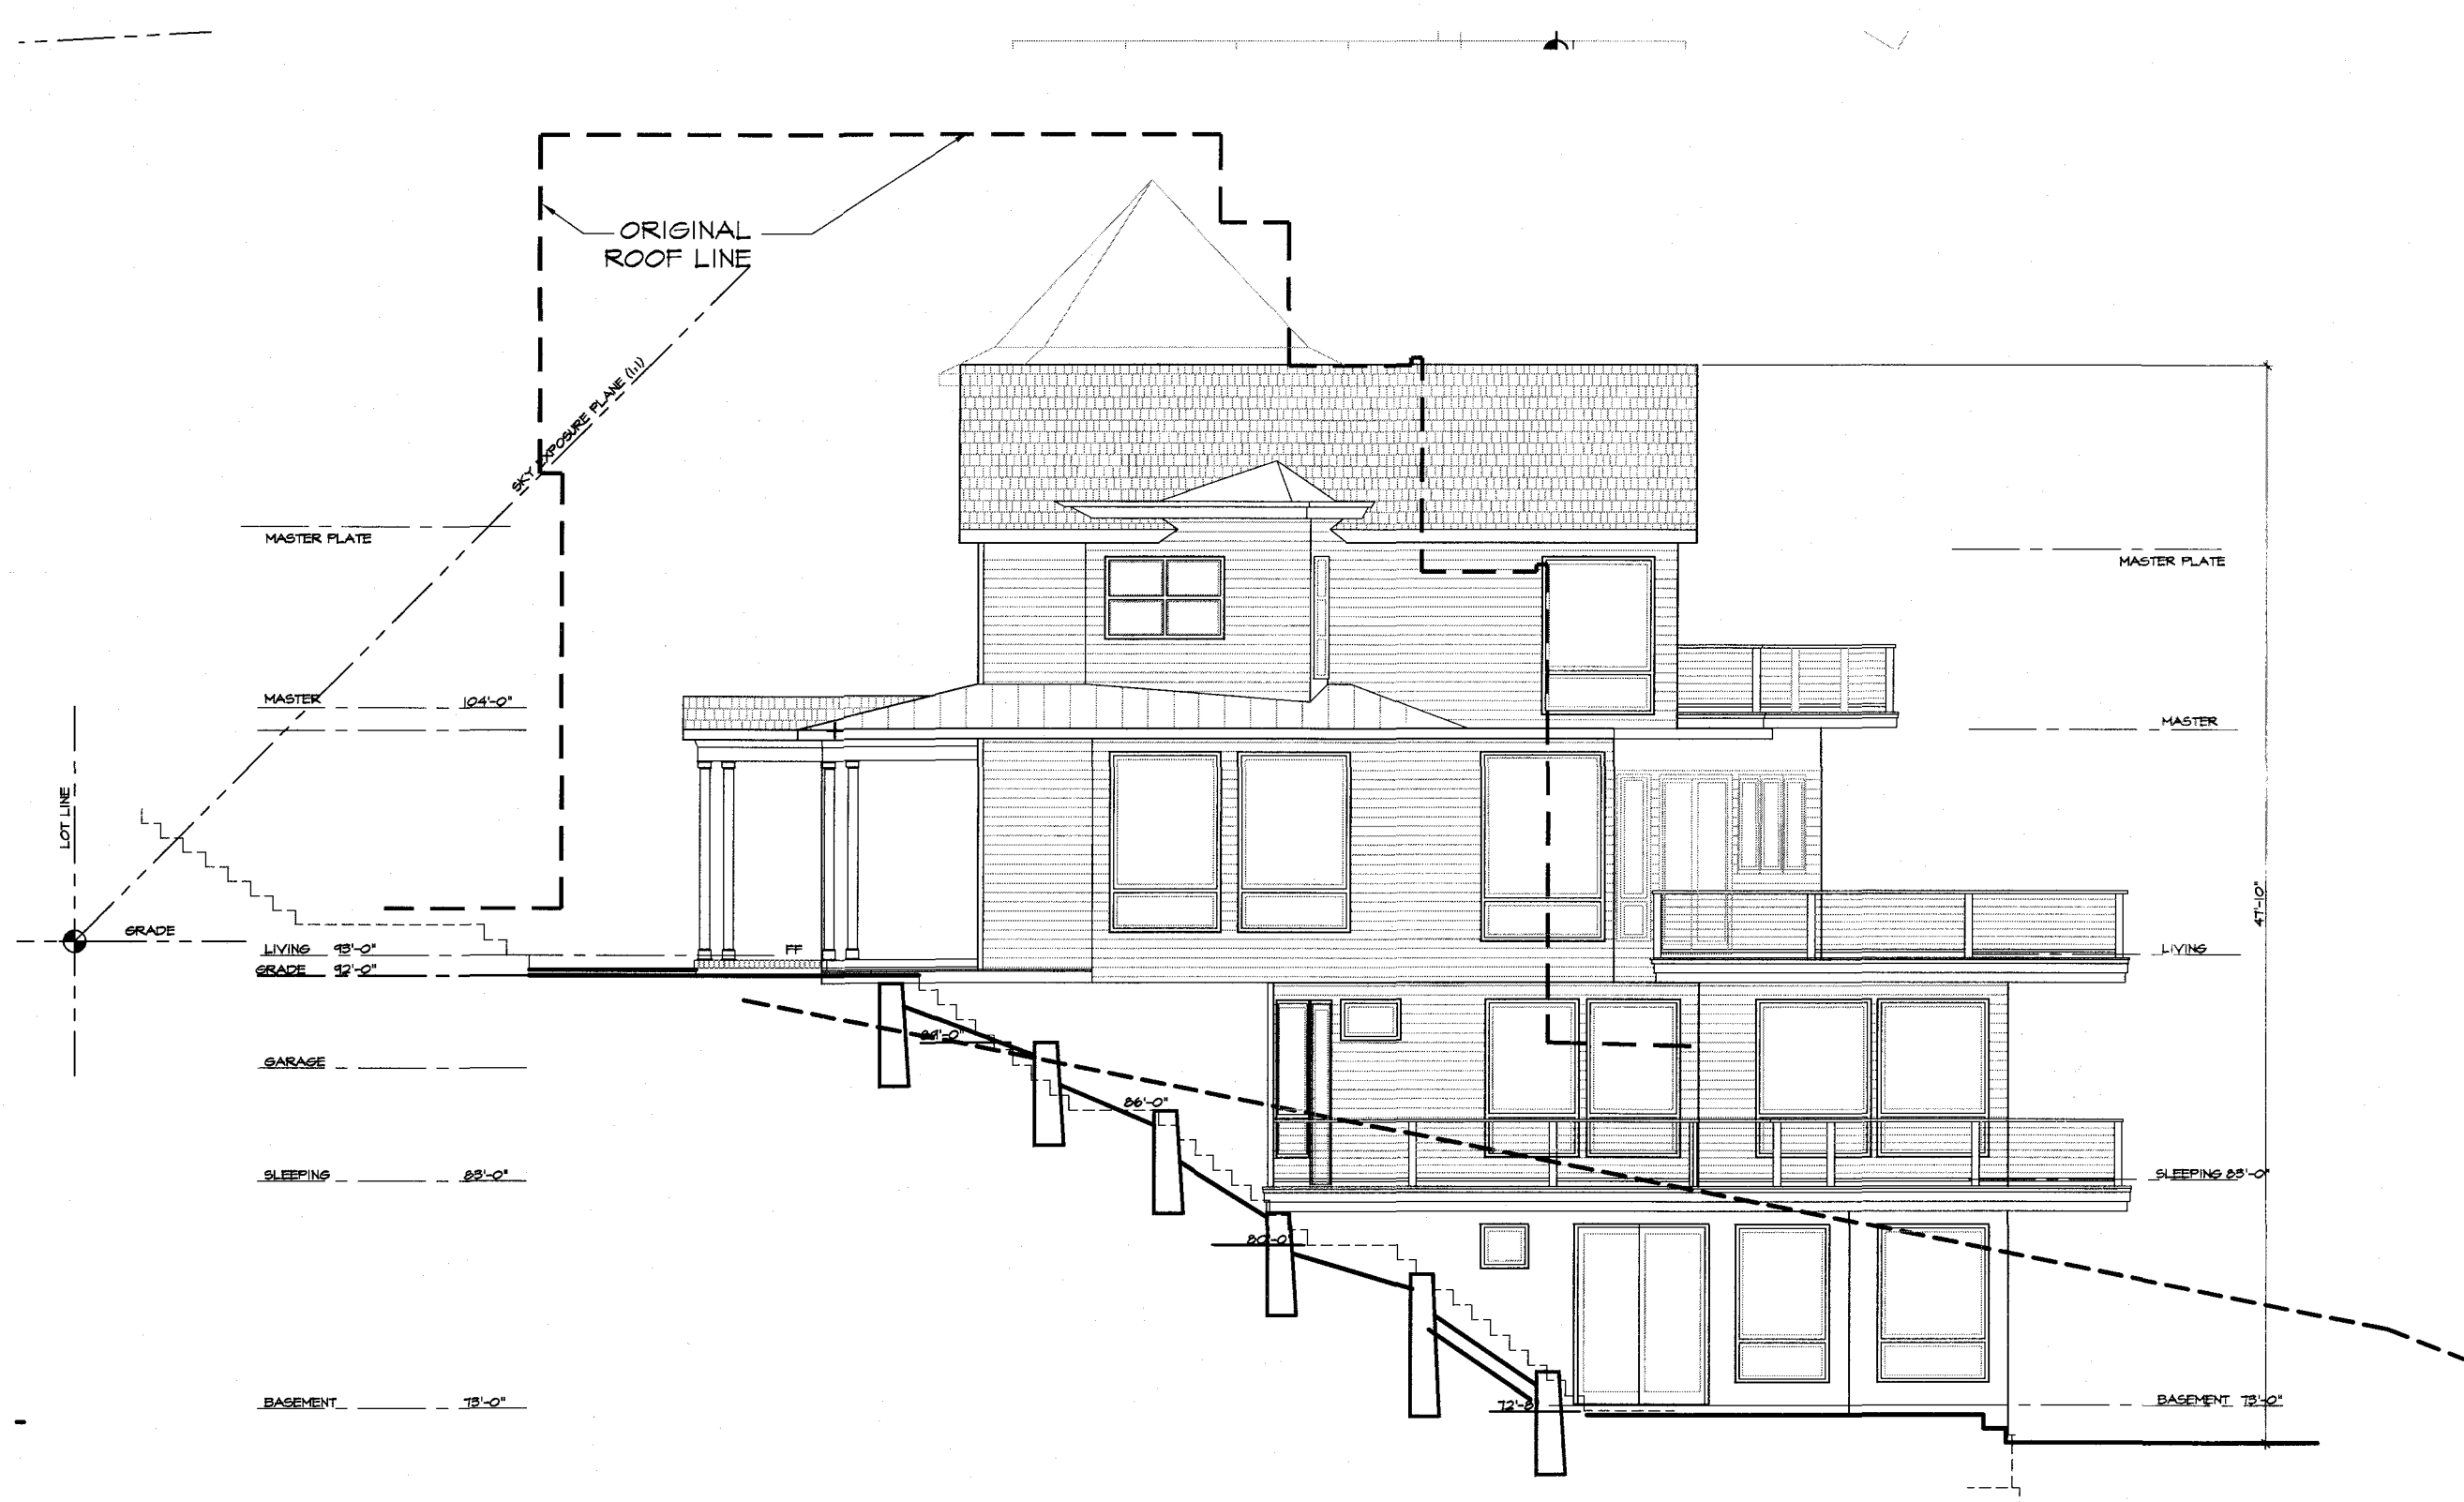 ORIGINAL
ROOF LINE
SKY EXPOSURE PLANE (1:1)
MASTER PLATE
MASTER PLATE
MASTER 104'-0"
MASTER
LOT LINE
GRADE
LIVING 93'-0"
FF
LIVING
GRADE 92'-0"
47'-10"
GARAGE
86'-0"
SLEEPING 83'-0"
SLEEPING 83'-0"
80'-0"
BASEMENT 73'-0"
72'-8
BASEMENT 73'-0"